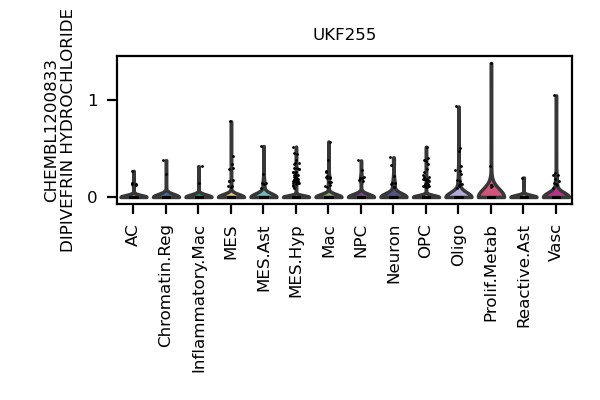 UKF255
CHEMBL1200833
DIPIVEFRIN HYDROCHLORIDE
1
0
AC
Chromatin.Reg
Inflammatory.Mac
MES
MES.Ast
MES.Hyp
Mac
NPC
Neuron
OPC
Oligo
Prolif.Metab
Reactive.Ast
Vasc